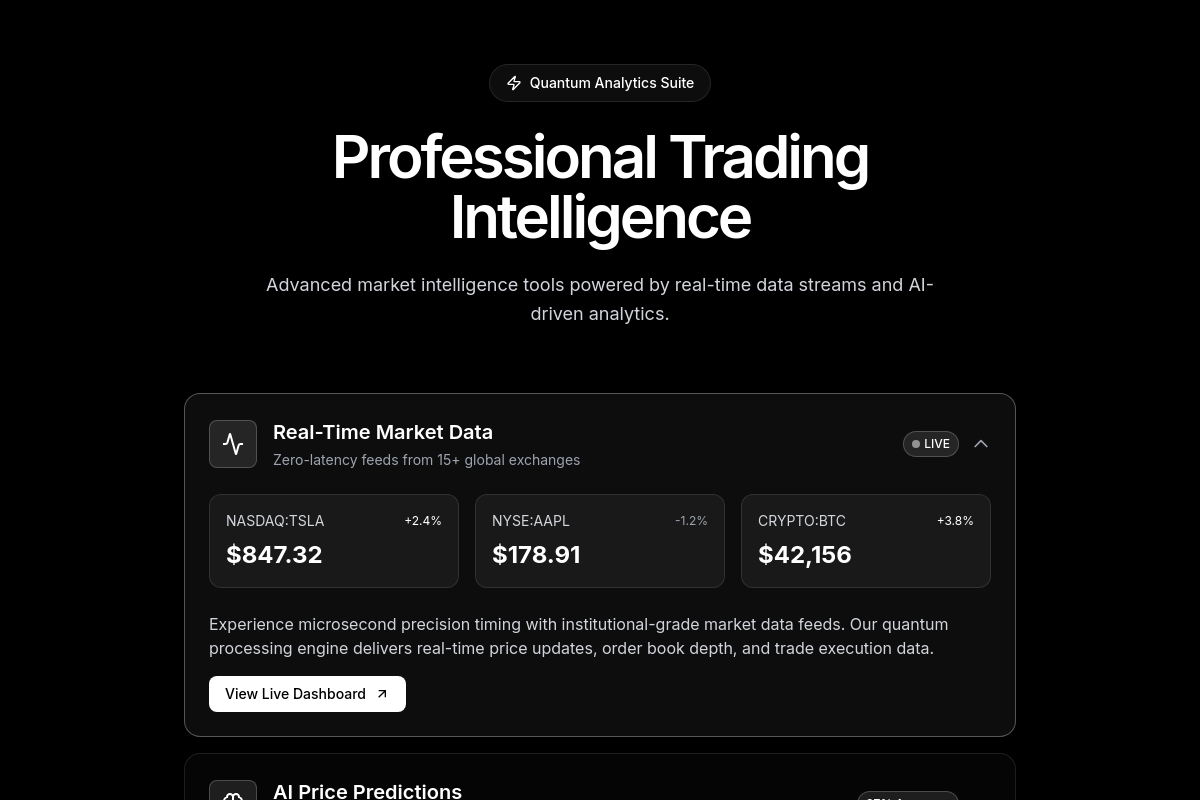 Quantum Analytics Suite
Professional Trading
Intelligence
Advanced market intelligence tools powered by real-time data streams and AI-
driven analytics.
Real-Time Market Data
Zero-latency feeds from 15+ global exchanges
LIVE
NASDAQ:TSLA +2.4%
$847.32
NYSE:AAPL -1.2%
$178.91
CRYPTO:BTC +3.8%
$42,156
Experience microsecond precision timing with institutional-grade market data feeds. Our quantum
processing engine delivers real-time price updates, order book depth, and trade execution data.
View Live Dashboard
AI Price Predictions